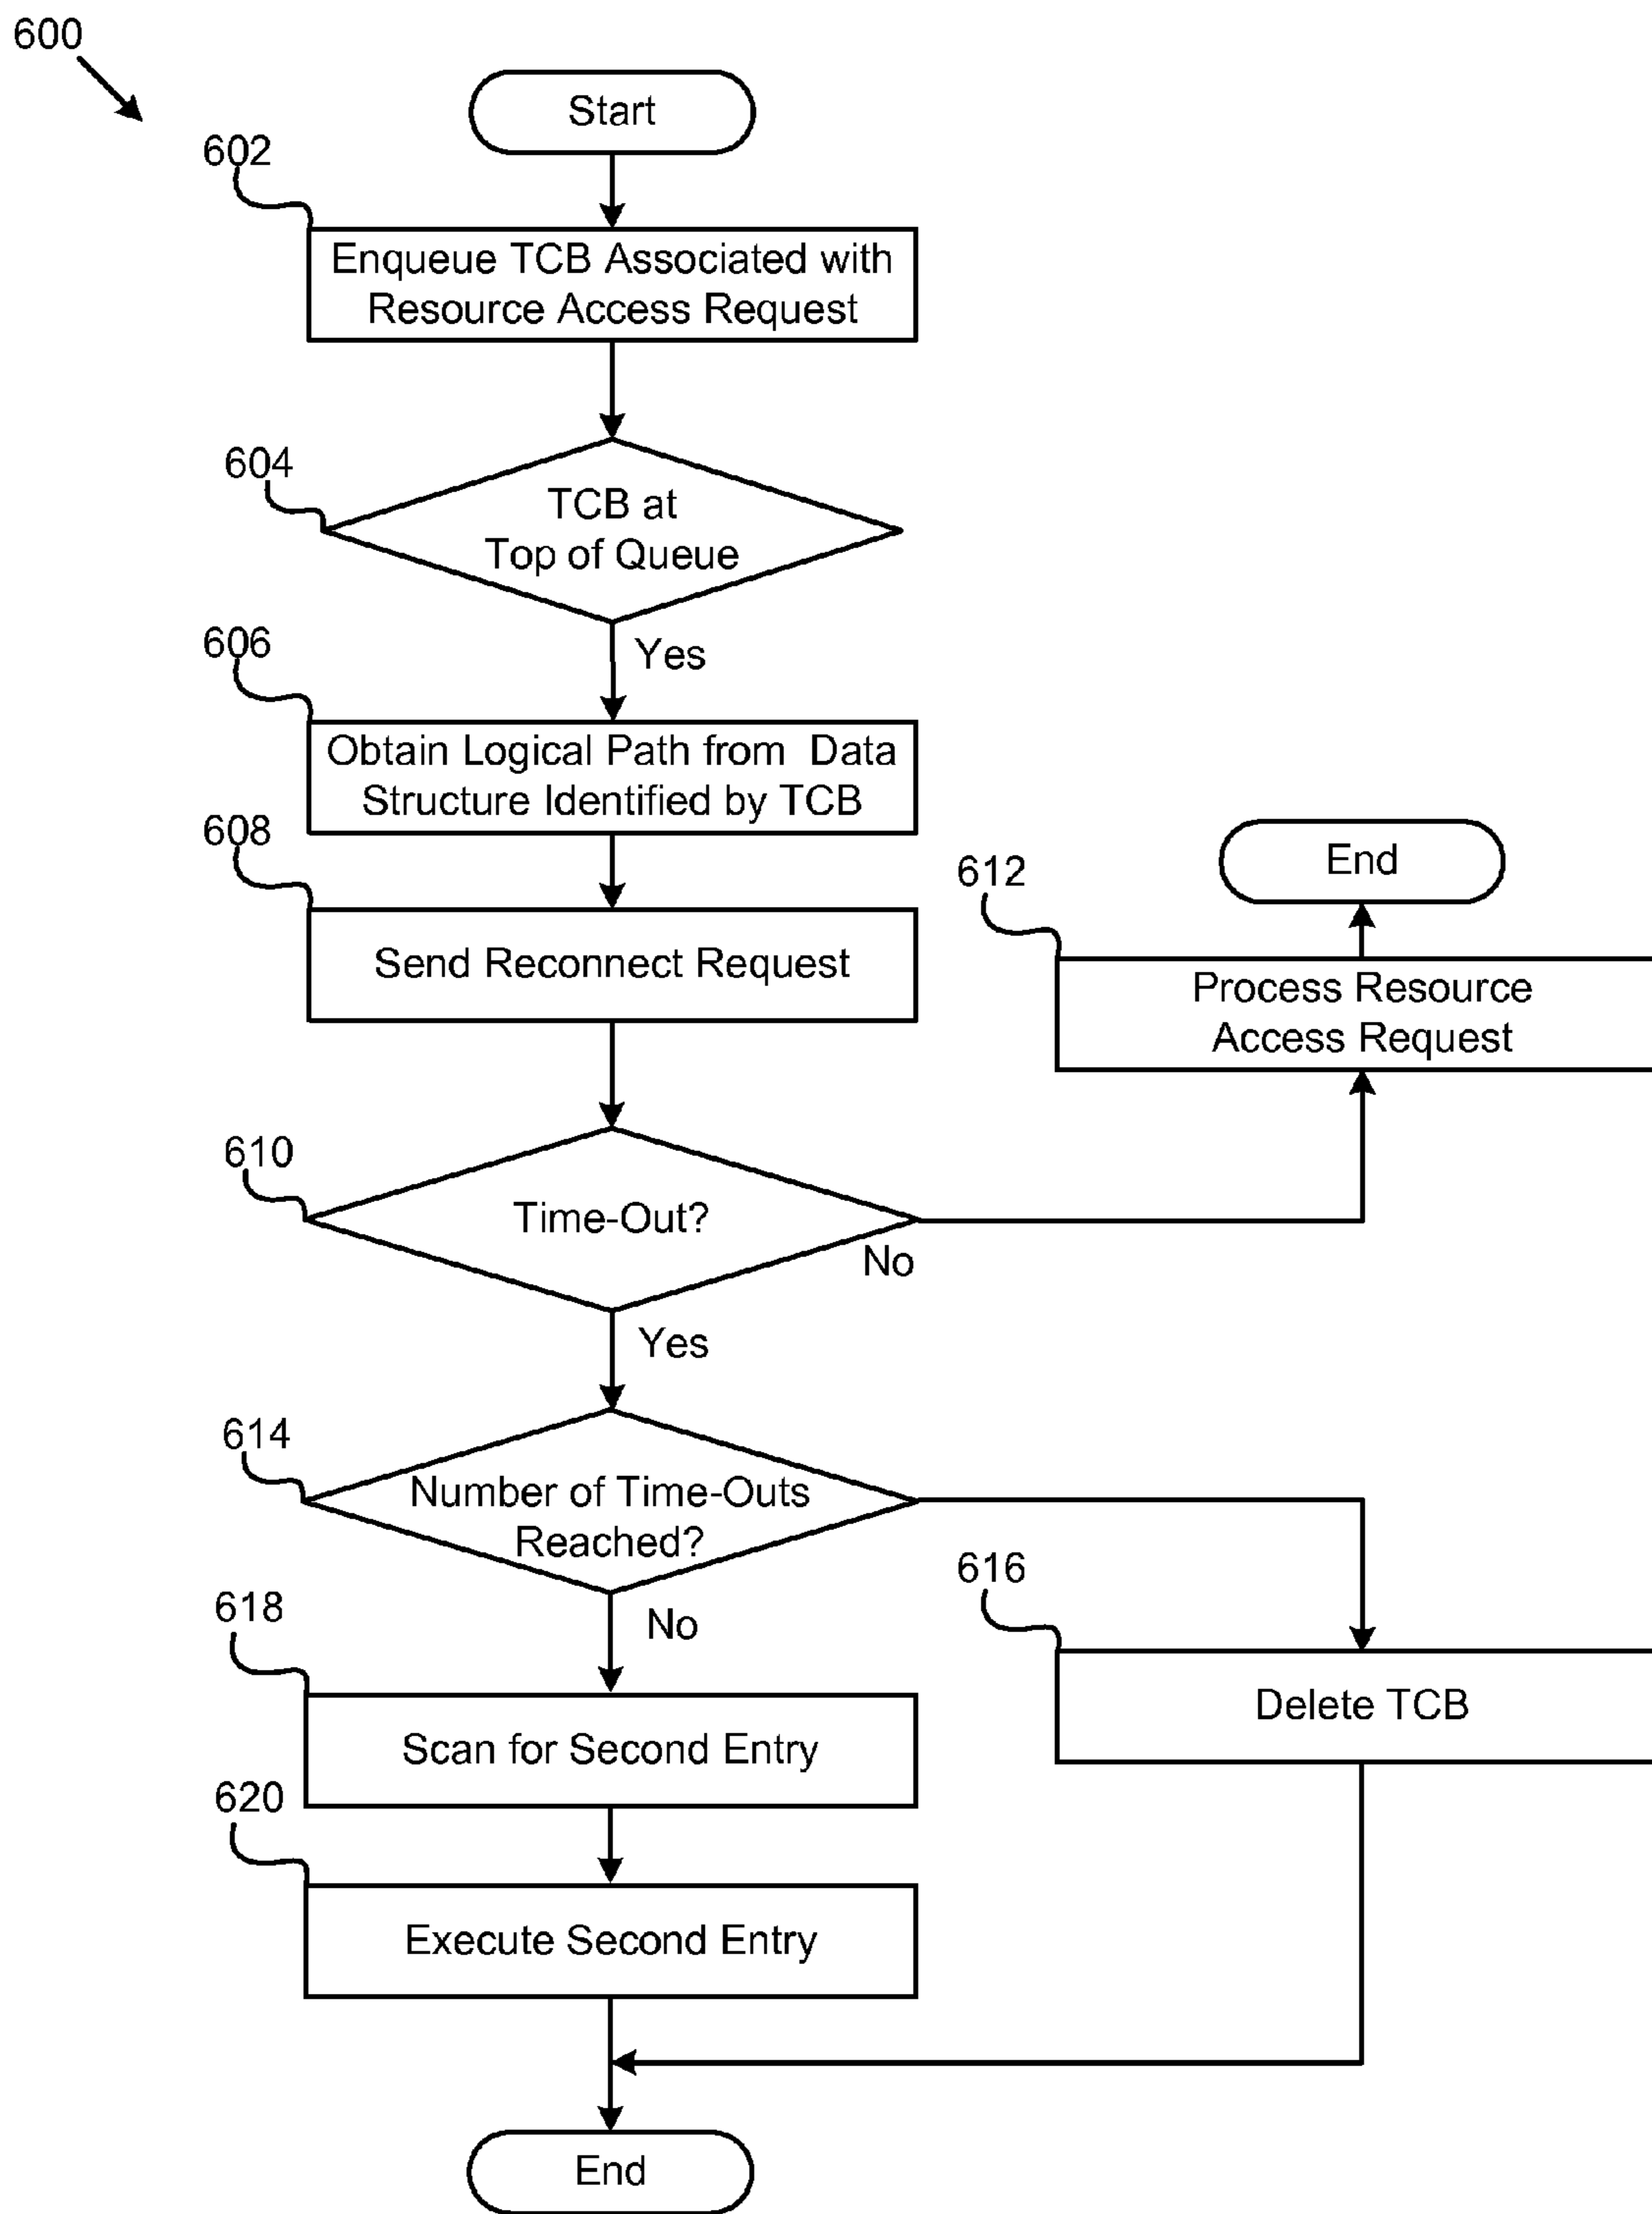 600
Start
602
Enqueue TCB Associated with
Resource Access Request
604
TCB at
Top of Queue
Yes
606
Obtain Logical Path from Data
Structure Identified by TCB
608
Send Reconnect Request
End
612
Process Resource
Access Request
610
Time-Out?
No
Yes
614
Number of Time-Outs
Reached?
No
616
Delete TCB
618
Scan for Second Entry
620
Execute Second Entry
End